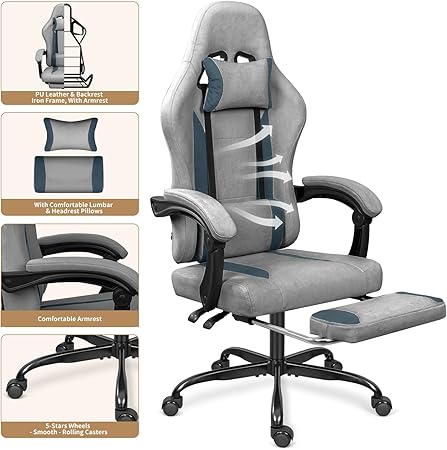 PU Leather & Backrest
Iron Frame, With Armrest
With Comfortable Lumbar
& Headrest Pillows
Comfortable Armrest
5-Stars Wheels
- Smooth - Rolling Casters